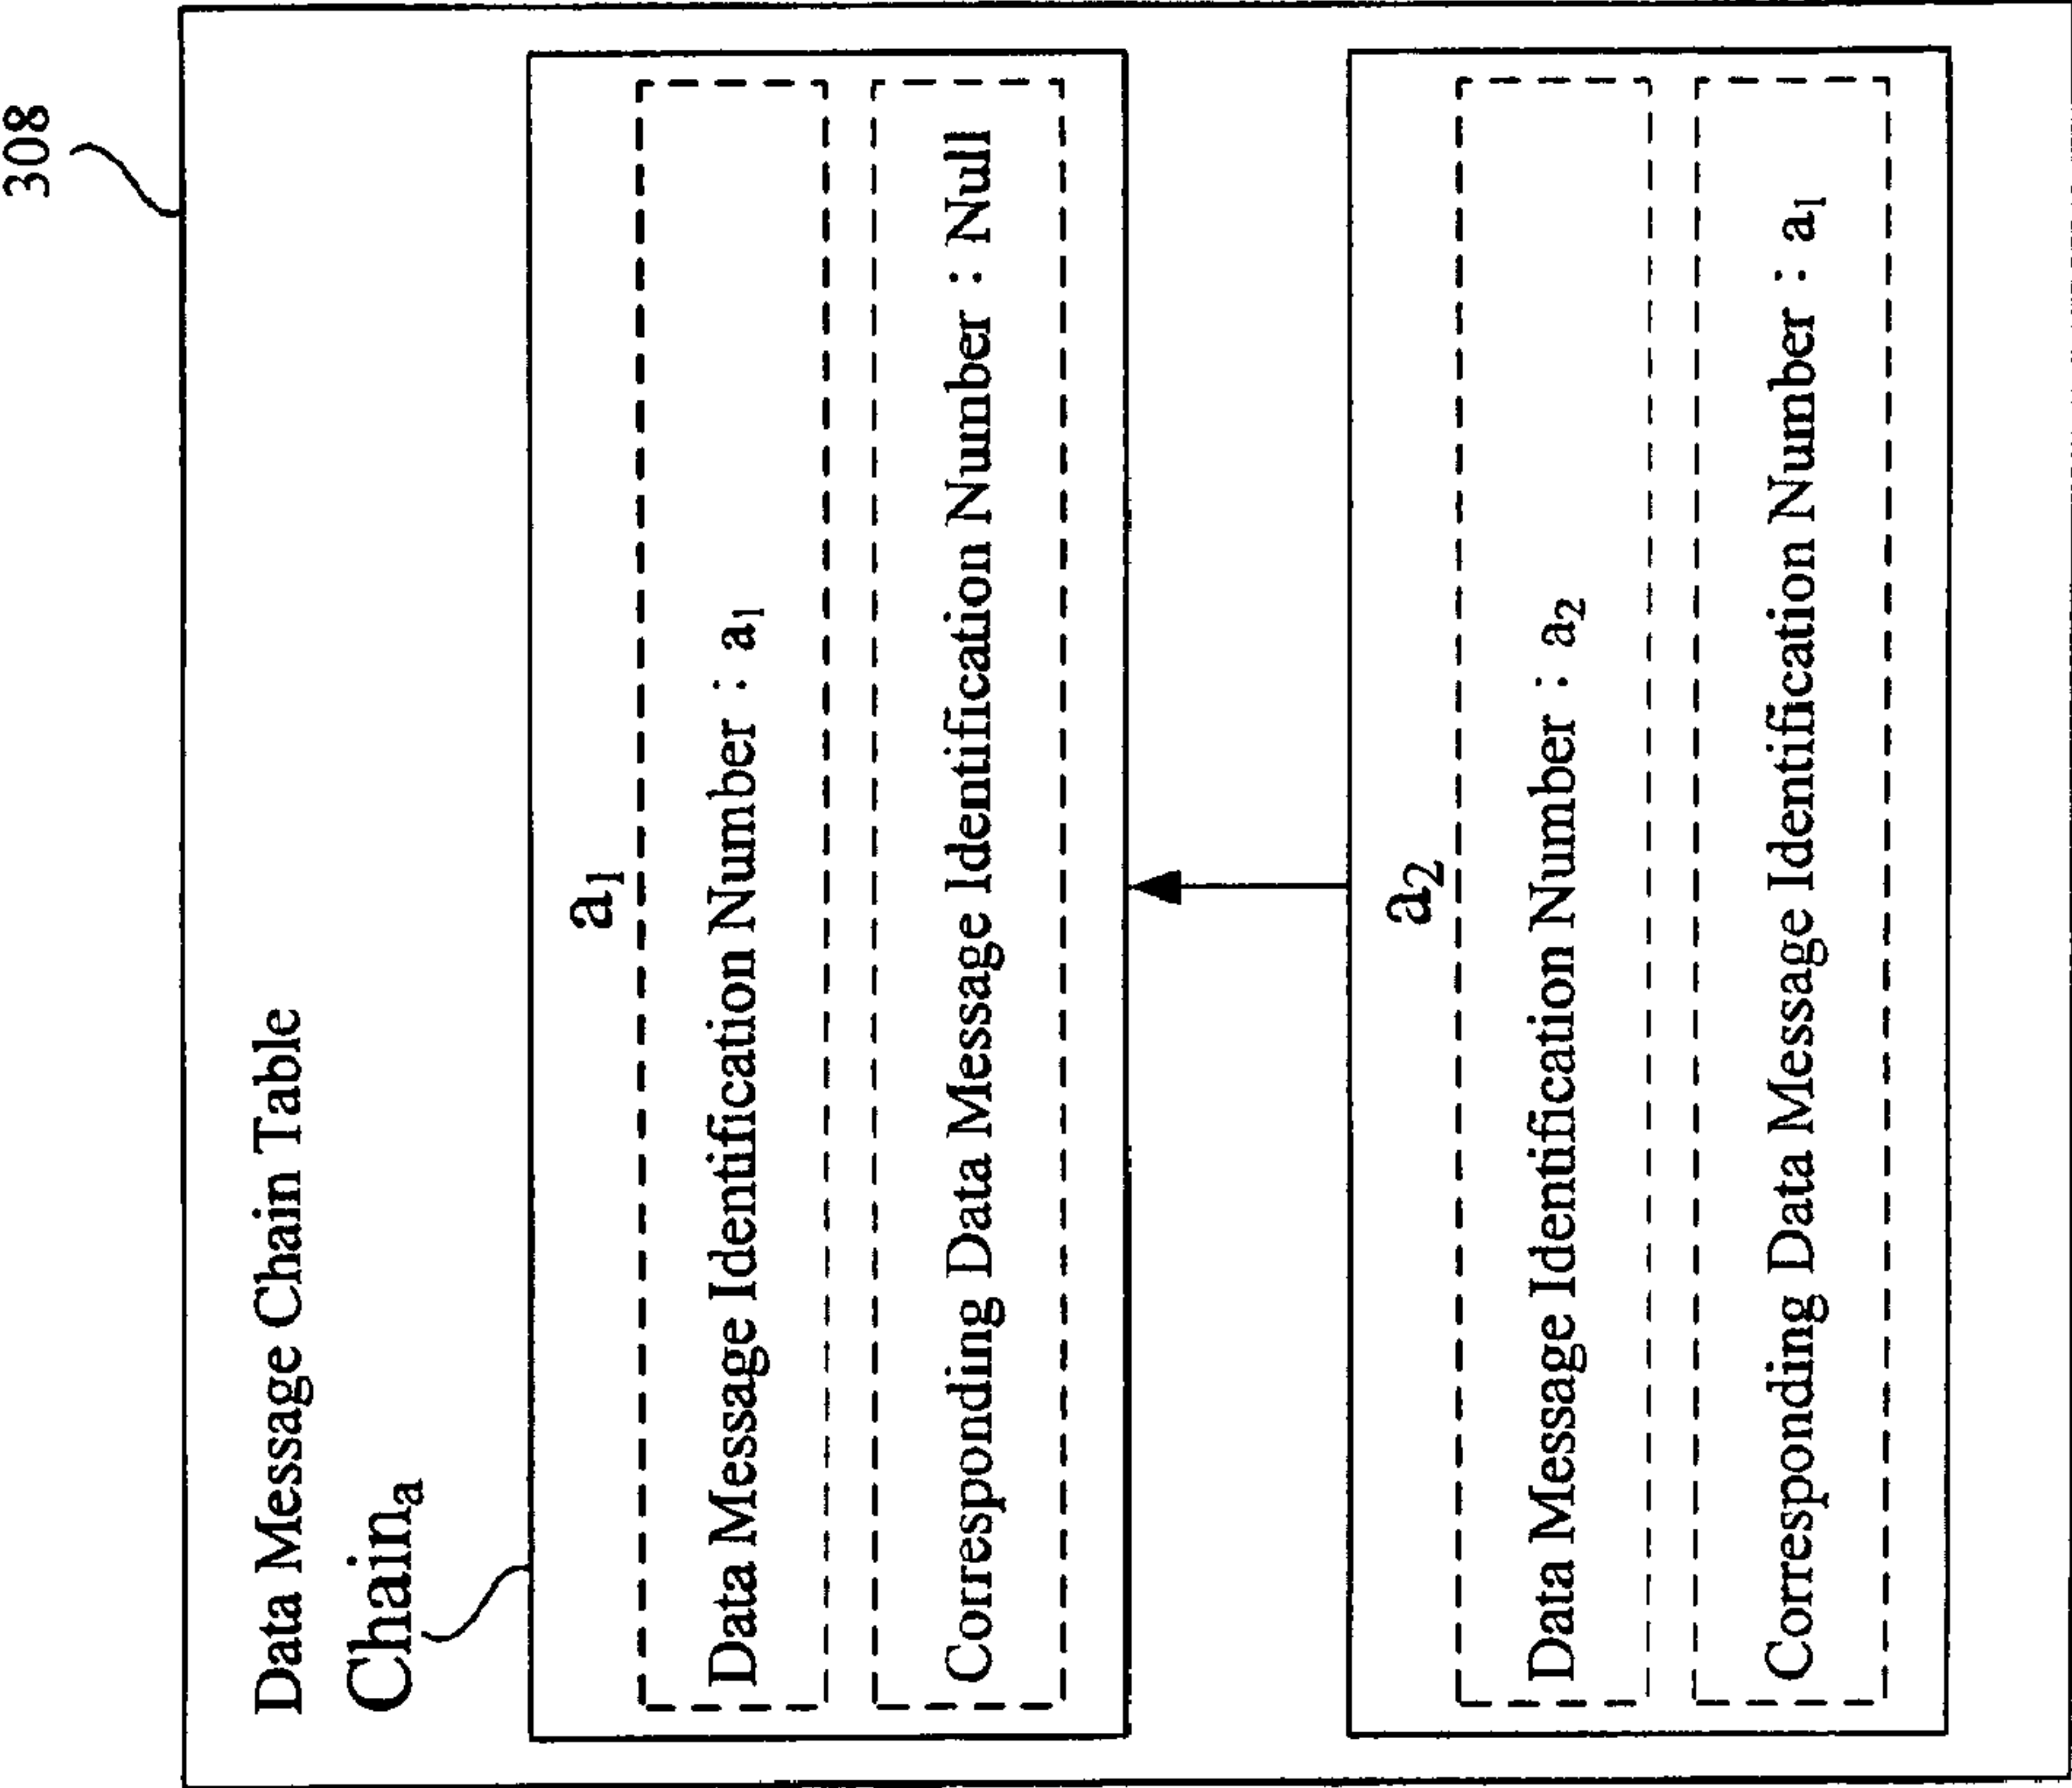 308
Data Message Chain Table
Chainₐ
a₁
Data Message Identification Number : a₁
Corresponding Data Message Identification Number : Null
a₂
Data Message Identification Number : a₂
Corresponding Data Message Identification Number : a₁